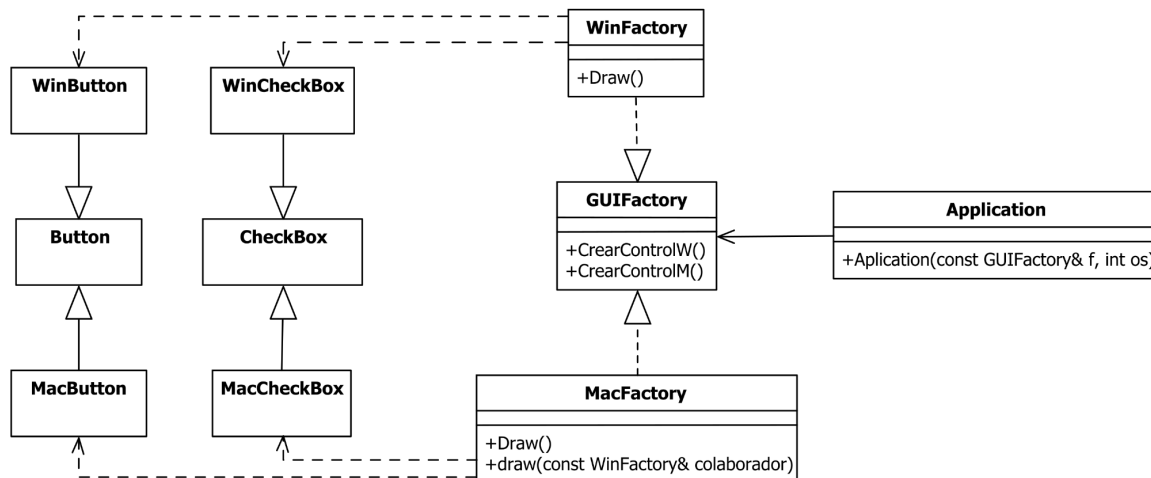 WinFactory
+Draw()
WinButton
WinCheckBox
GUIFactory
+CrearControlW()
+CrearControlM()
Application
+Aplication(const GUIFactory& f, int os)
Button
CheckBox
MacButton
MacCheckBox
MacFactory
+Draw()
+draw(const WinFactory& colaborador)